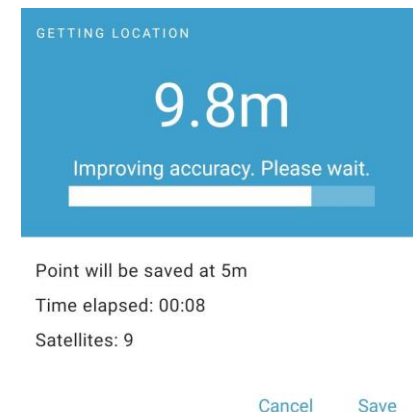 GETTING LOCATION
9.8m
Improving accuracy. Please wait.
Point will be saved at 5m
Time elapsed: 00:08
Satellites: 9
Cancel Save